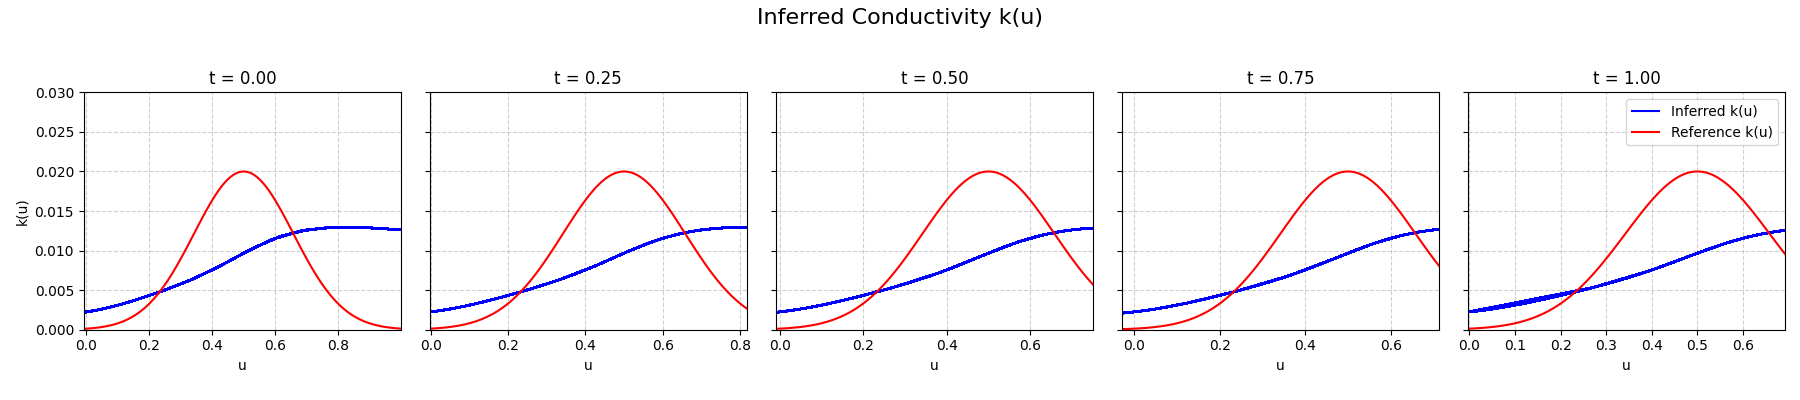 Inferred Conductivity k(u)
t = 0.00
t = 0.25
t = 0.50
t = 0.75
t = 1.00
k(u)
0.030
0.025
0.020
0.015
0.010
0.005
0.000
Inferred k(u)
Reference k(u)
0.0 0.2 0.4 0.6 0.8
0.0 0.2 0.4 0.6 0.8
0.0 0.2 0.4 0.6
0.0 0.2 0.4 0.6
0.0 0.1 0.2 0.3 0.4 0.5 0.6
u
u
u
u
u